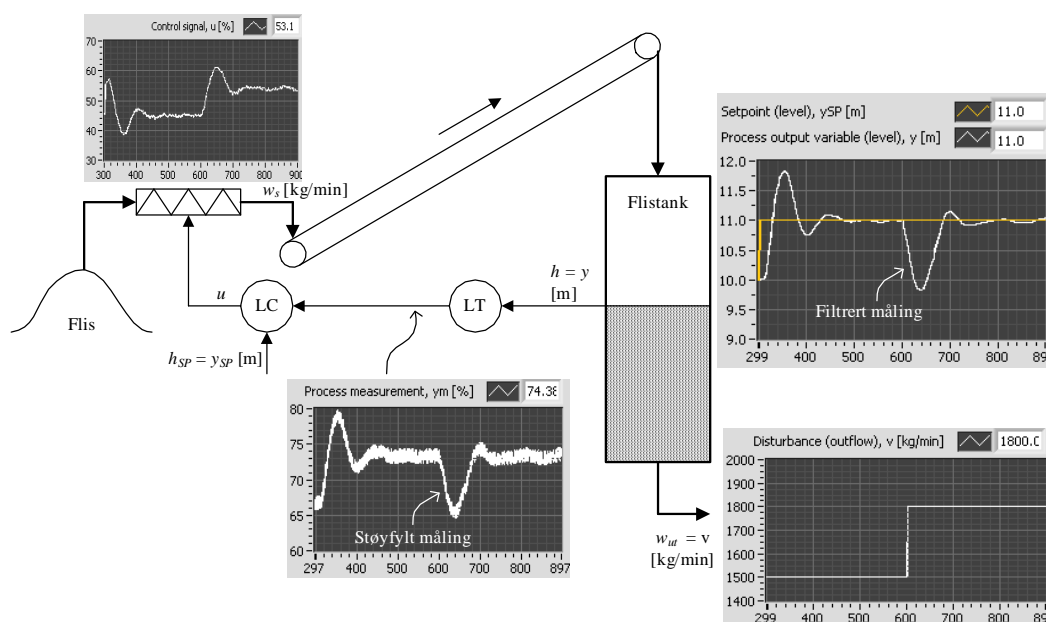 Control signal, u [%] 53.1
70
60
50
40
30
300 400 500 600 700 800 900
w_s [kg/min]
Flis
u
LC
LT
h = y
[m]
h_SP = y_SP [m]
Flistank
Setpoint (level), ySP [m] 11.0
Process output variable (level), y [m] 11.0
12.0
11.5
11.0
10.5
10.0
9.5
9.0
Filtrert måling
299 400 500 600 700 800 89
Process measurement, ym [%] 74.38
80
75
70
65
60
Støyfylt måling
297 400 500 600 700 800 897
w_ut = v
[kg/min]
Disturbance (outflow), v [kg/min] 1800.0
2000
1900
1800
1700
1600
1500
1400
299 400 500 600 700 800 89